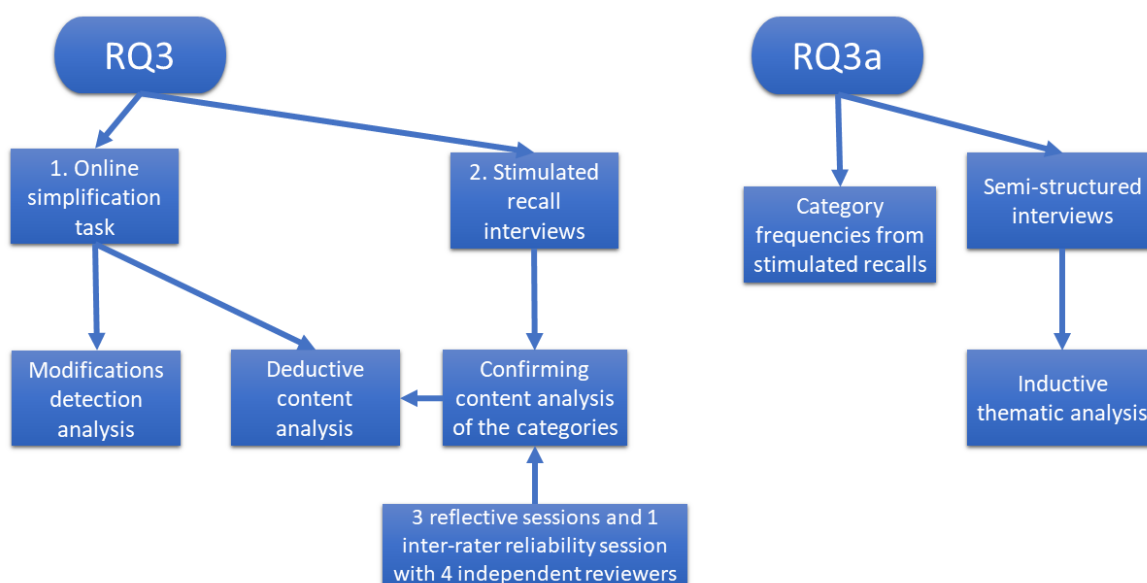 RQ3
RQ3a
1. Online
simplification
task
2. Stimulated
recall
interviews
Category
frequencies from
stimulated recalls
Semi-structured
interviews
Modifications
detection
analysis
Deductive
content
analysis
Confirming
content analysis
of the categories
Inductive
thematic analysis
3 reflective sessions and 1
inter-rater reliability session
with 4 independent reviewers